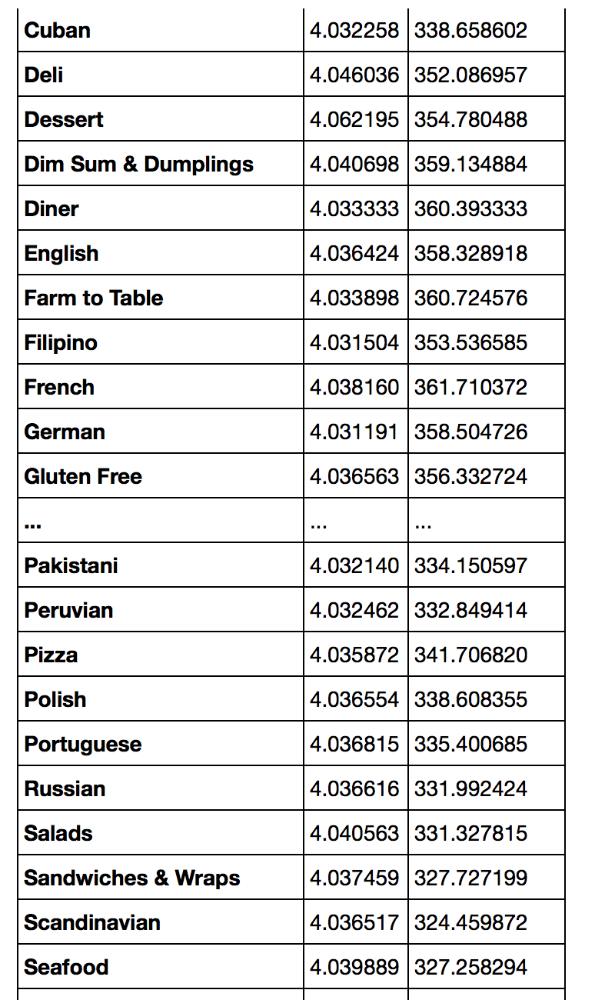 Cuban 4.032258 338.658602
Deli 4.046036 352.086957
Dessert 4.062195 354.780488
Dim Sum & Dumplings 4.040698 359.134884
Diner 4.033333 360.393333
English 4.036424 358.328918
Farm to Table 4.033898 360.724576
Filipino 4.031504 353.536585
French 4.038160 361.710372
German 4.031191 358.504726
Gluten Free 4.036563 356.332724
... ... ...
Pakistani 4.032140 334.150597
Peruvian 4.032462 332.849414
Pizza 4.035872 341.706820
Polish 4.036554 338.608355
Portuguese 4.036815 335.400685
Russian 4.036616 331.992424
Salads 4.040563 331.327815
Sandwiches & Wraps 4.037459 327.727199
Scandinavian 4.036517 324.459872
Seafood 4.039889 327.258294